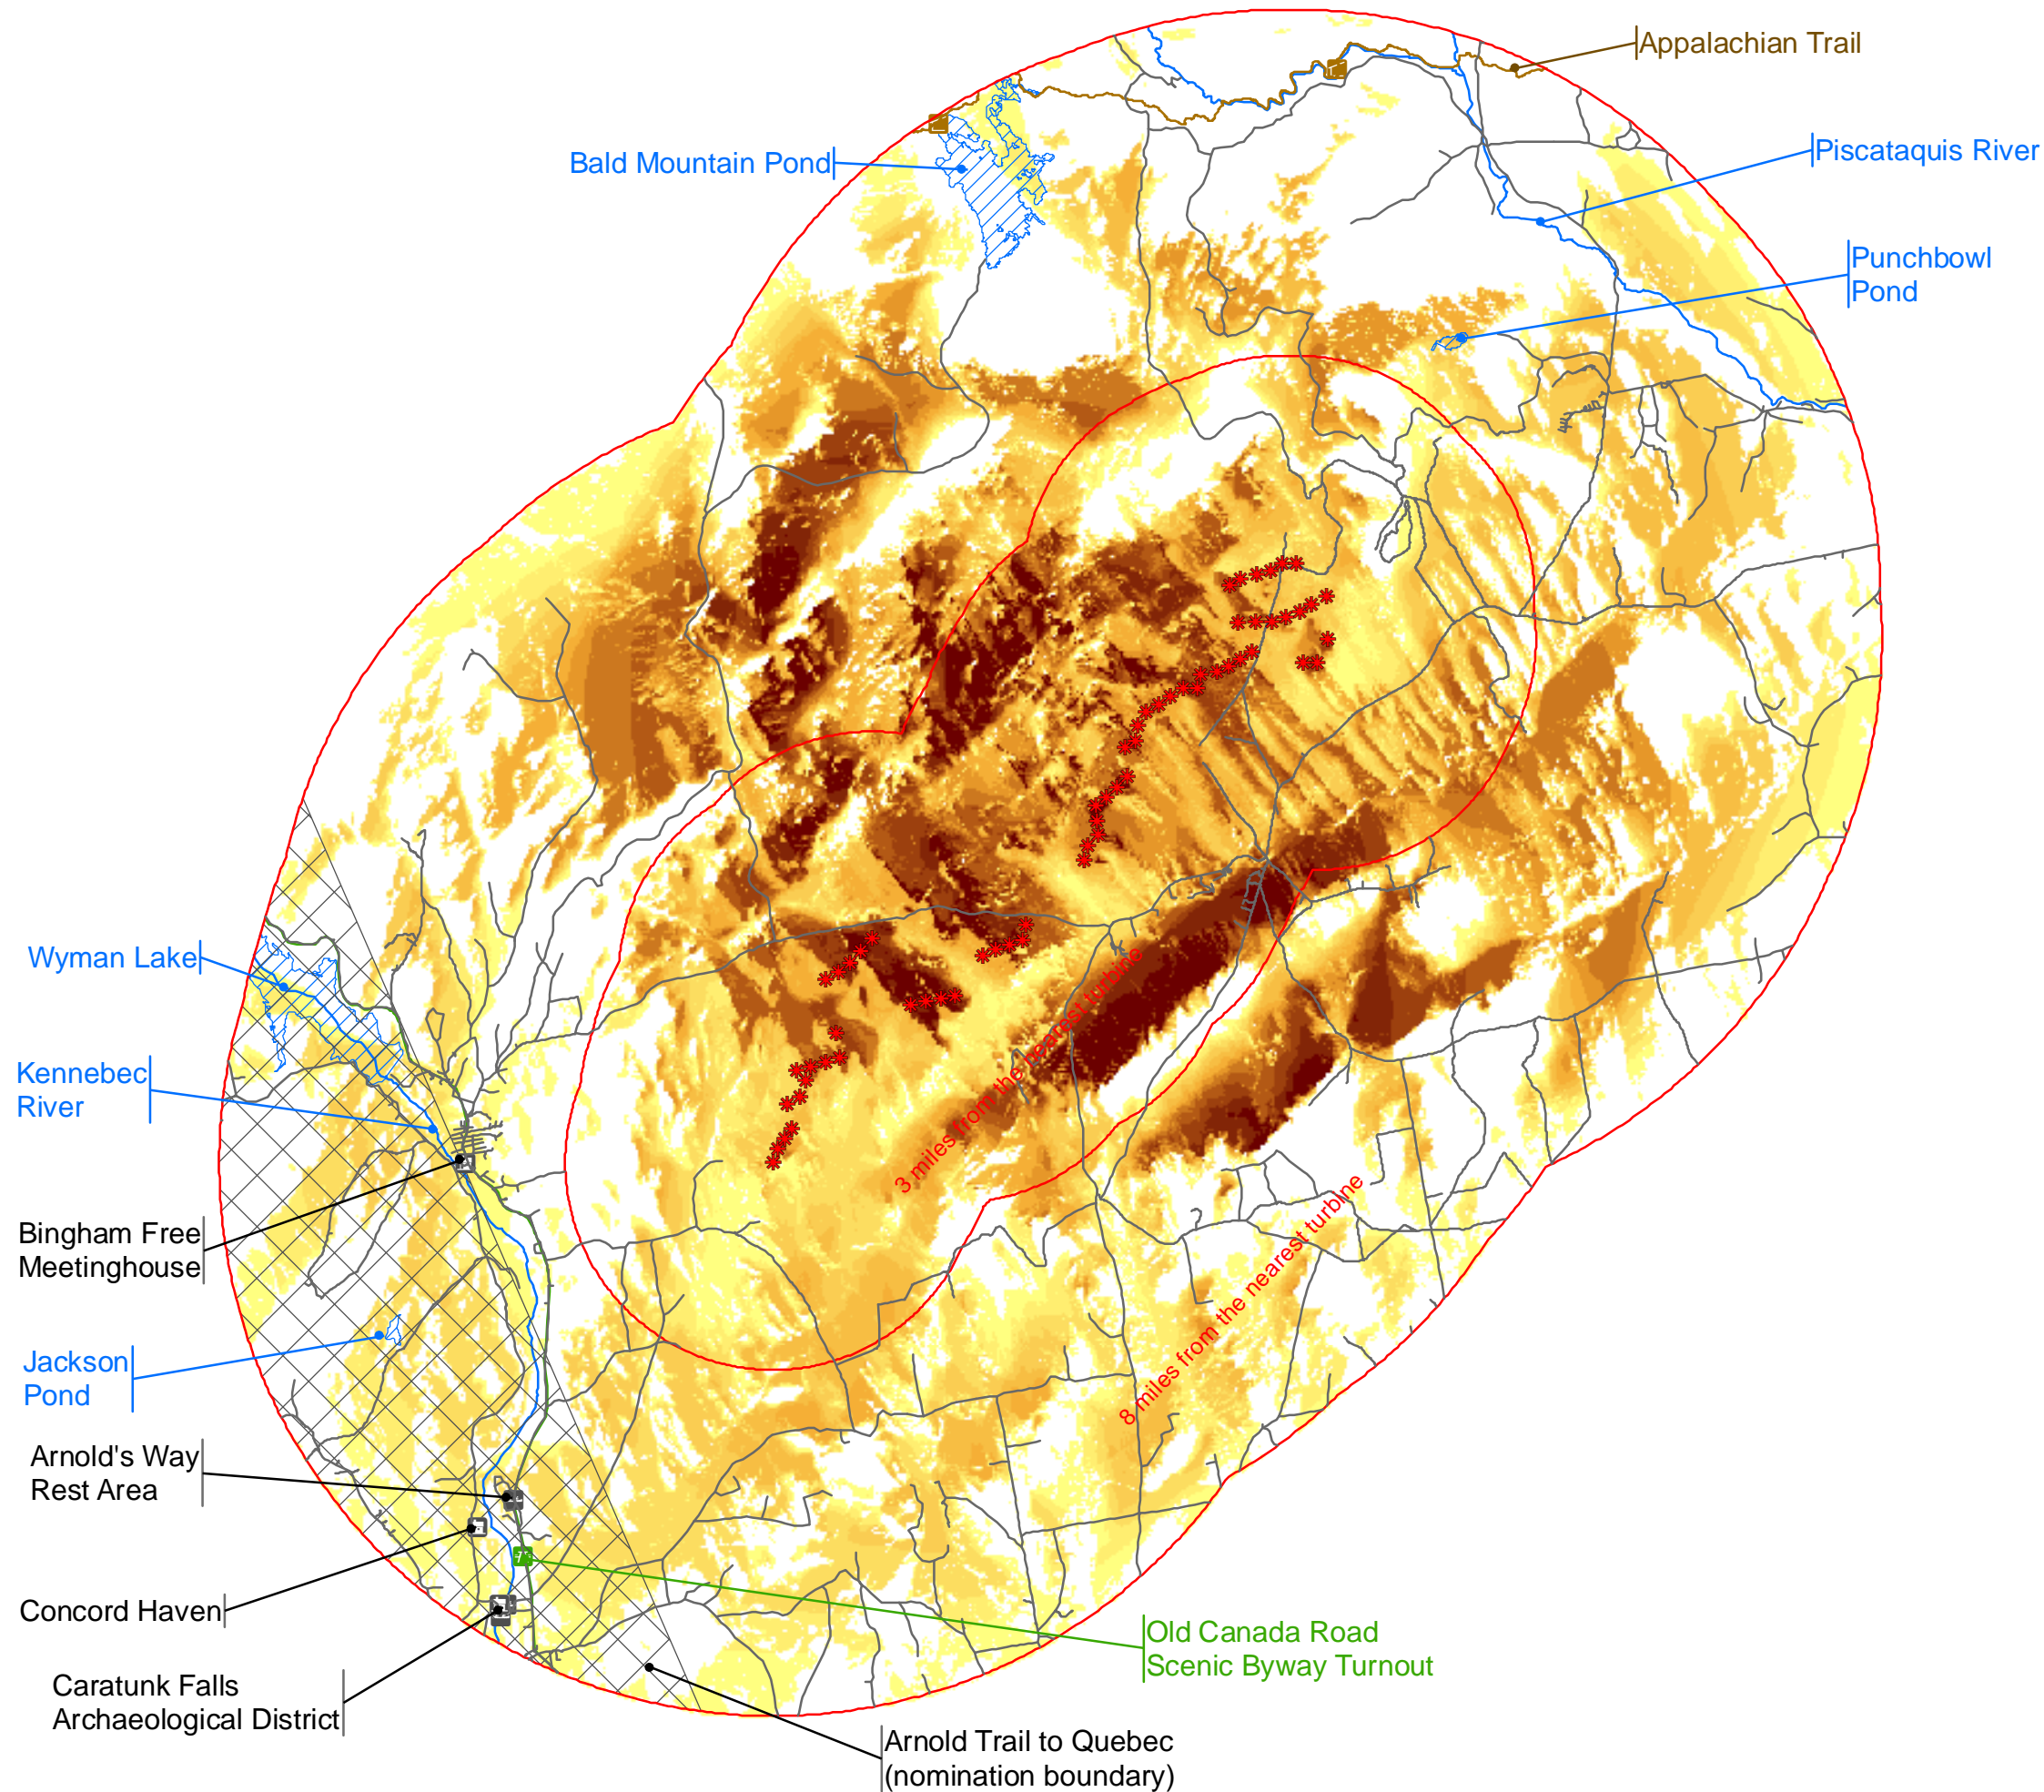 Appalachian Trail
Bald Mountain Pond
Piscataquis River
Punchbowl
Pond
Wyman Lake
3 miles from the nearest turbine
Kennebec
River
8 miles from the nearest turbine
Bingham Free
Meetinghouse
Jackson
Pond
Arnold's Way
Rest Area
Concord Haven
Old Canada Road
Scenic Byway Turnout
Caratunk Falls
Archaeological District
Arnold Trail to Quebec
(nomination boundary)